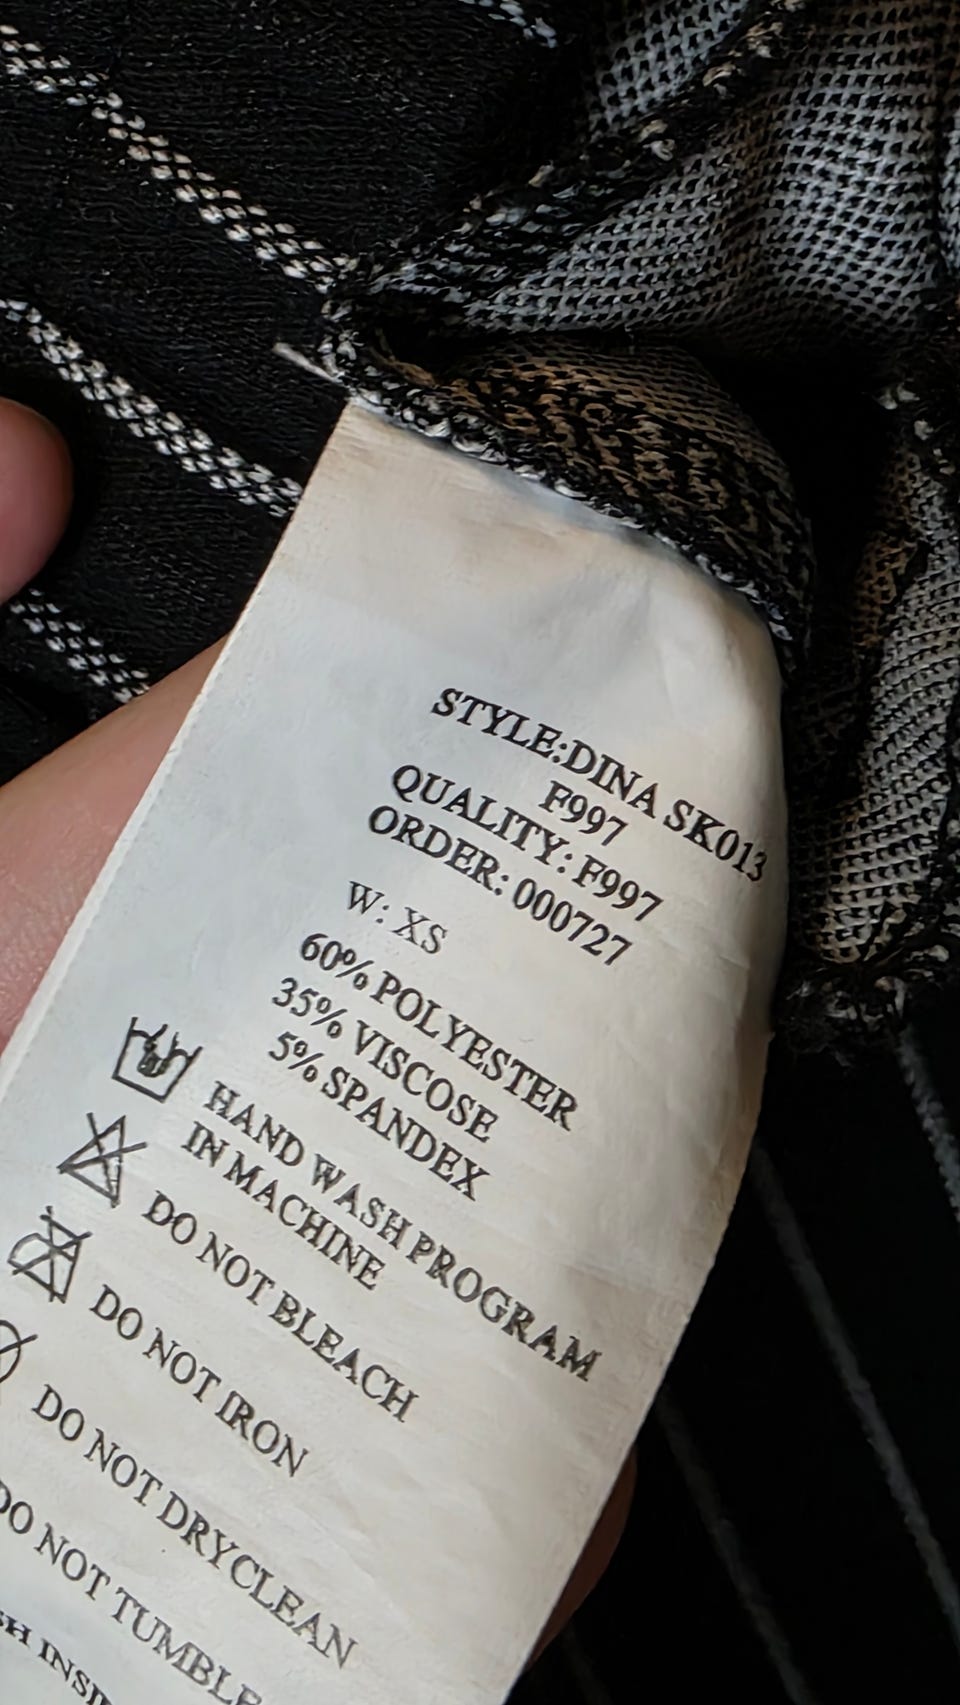 STYLE:DINA SK013
F997
QUALITY: F997
ORDER: 000727
W: XS
60% POLYESTER
35% VISCOSE
5% SPANDEX
HAND WASH PROGRAM
IN MACHINE
DO NOT BLEACH
DO NOT IRON
DO NOT DRYCLEAN
DO NOT TUMBLE